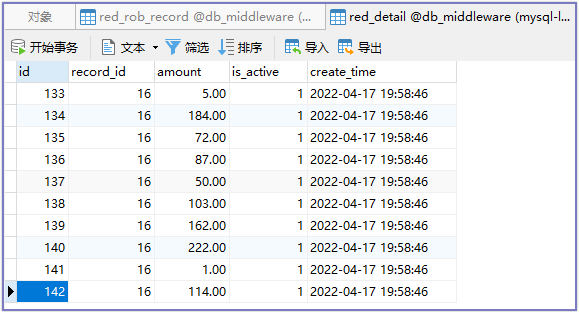 对象 red_rob_record @db_middleware (... red_detail @db_middleware (mysql-l...
开始事务 文本 筛选 排序 导入 导出
id record_id amount is_active create_time
133 16 5.00 1 2022-04-17 19:58:46
134 16 184.00 1 2022-04-17 19:58:46
135 16 72.00 1 2022-04-17 19:58:46
136 16 87.00 1 2022-04-17 19:58:46
137 16 50.00 1 2022-04-17 19:58:46
138 16 103.00 1 2022-04-17 19:58:46
139 16 162.00 1 2022-04-17 19:58:46
140 16 222.00 1 2022-04-17 19:58:46
141 16 1.00 1 2022-04-17 19:58:46
142 16 114.00 1 2022-04-17 19:58:46